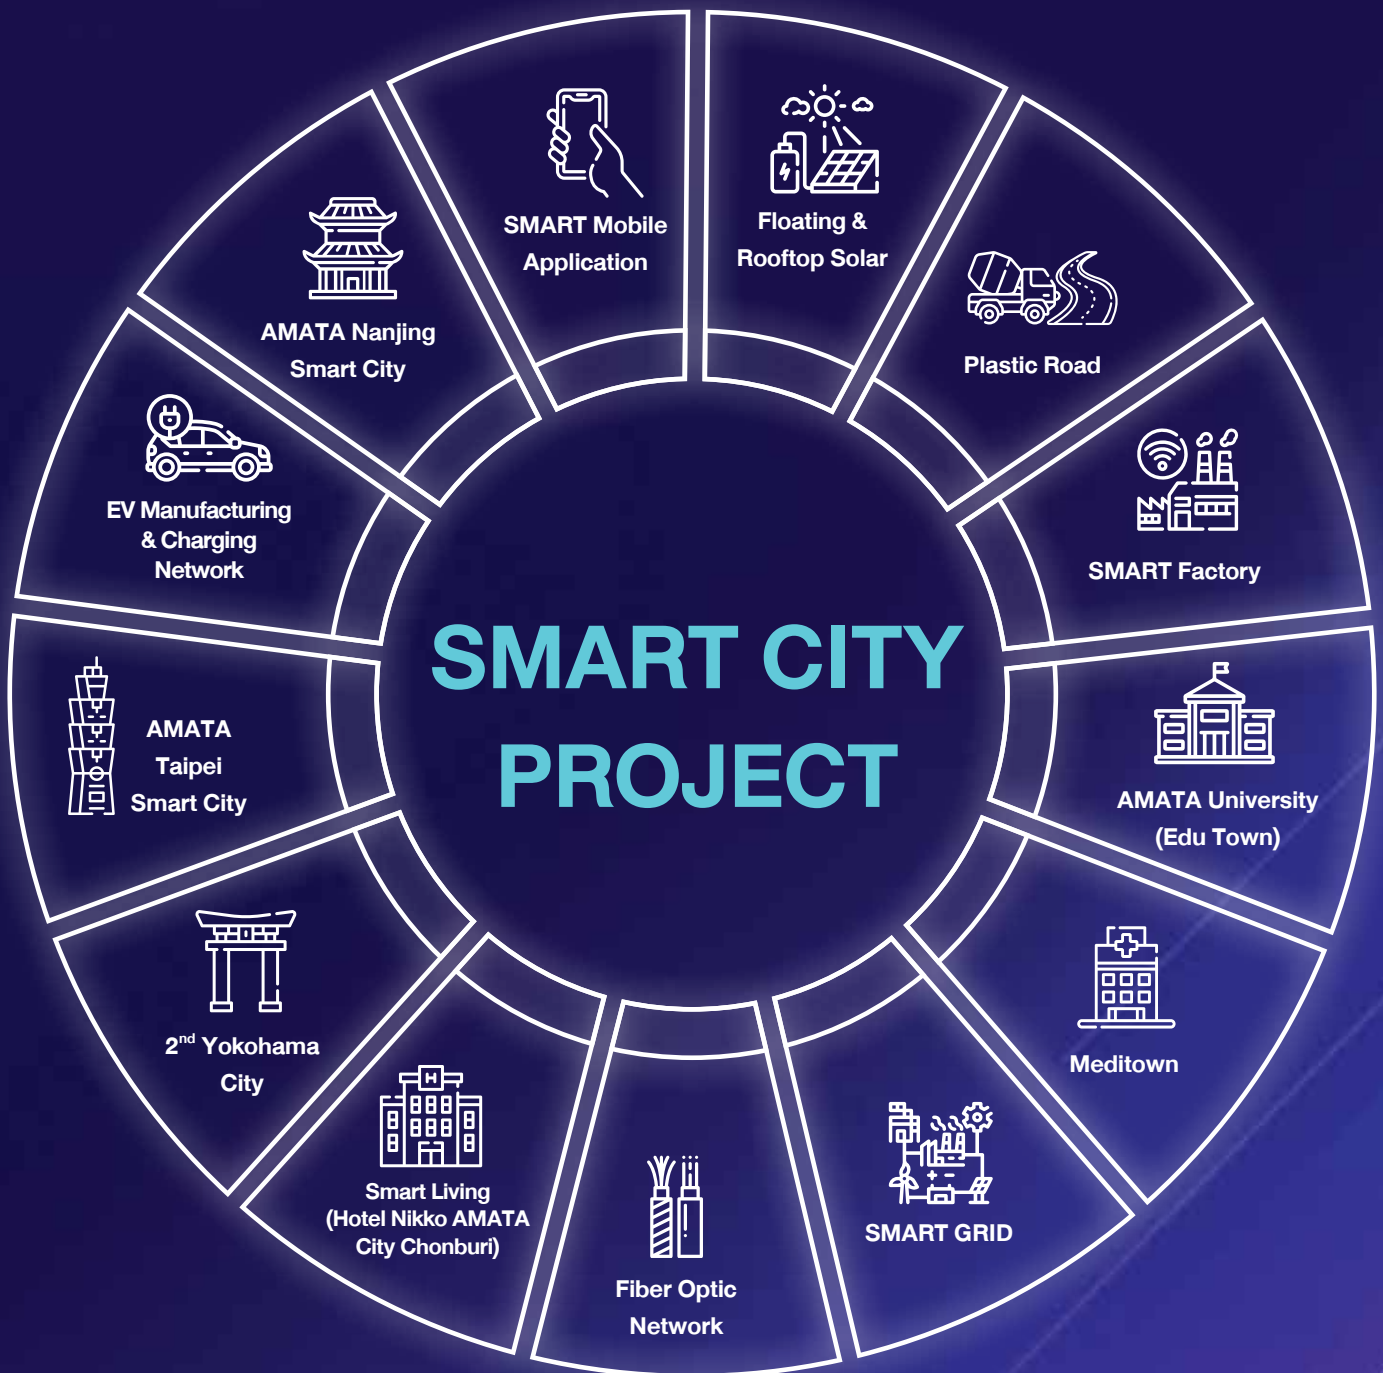 SMART CITY
PROJECT
Floating &
Rooftop Solar
Plastic Road
SMART Factory
AMATA University
(Edu Town)
Meditown
SMART GRID
Fiber Optic
Network
H
Smart Living
(Hotel Nikko AMATA
City Chonburi)
2nd Yokohama
City
AMATA
Taipei
Smart City
EV Manufacturing
& Charging
Network
AMATA Nanjing
Smart City
SMART Mobile
Application